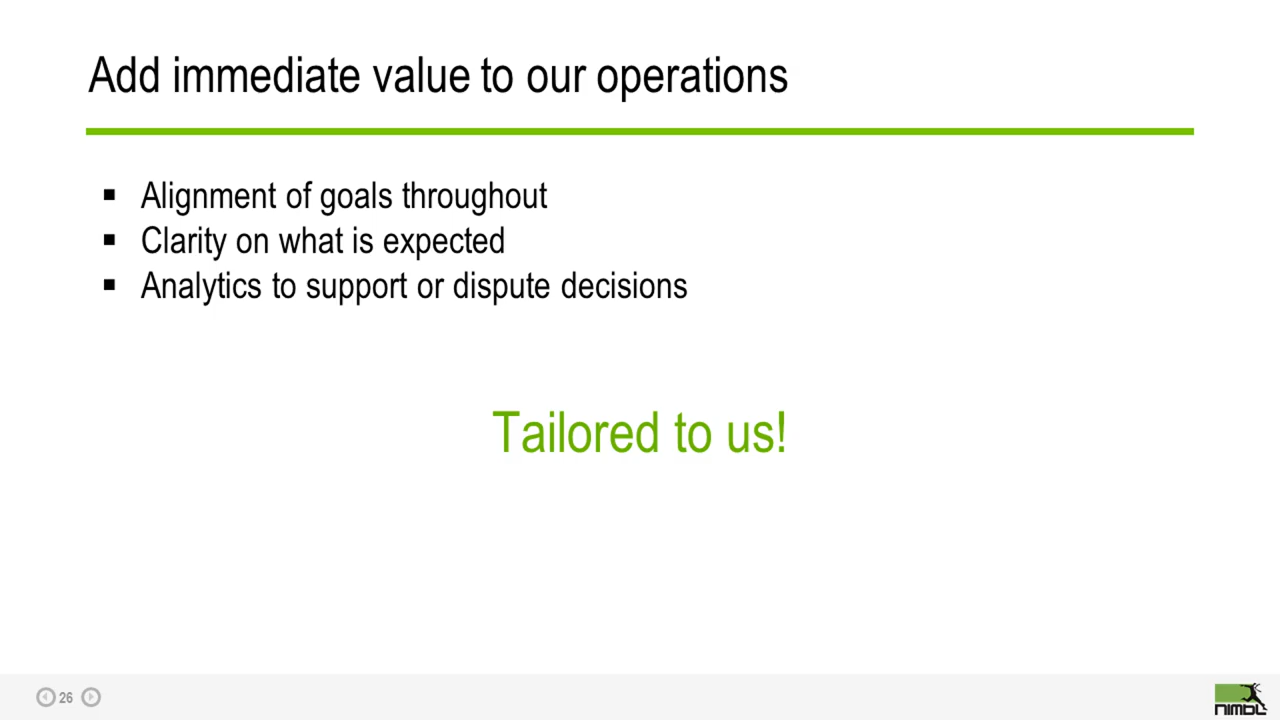 Add immediate value to our operations
▪ Alignment of goals throughout
▪ Clarity on what is expected
▪ Analytics to support or dispute decisions
Tailored to us!
26
nimbl